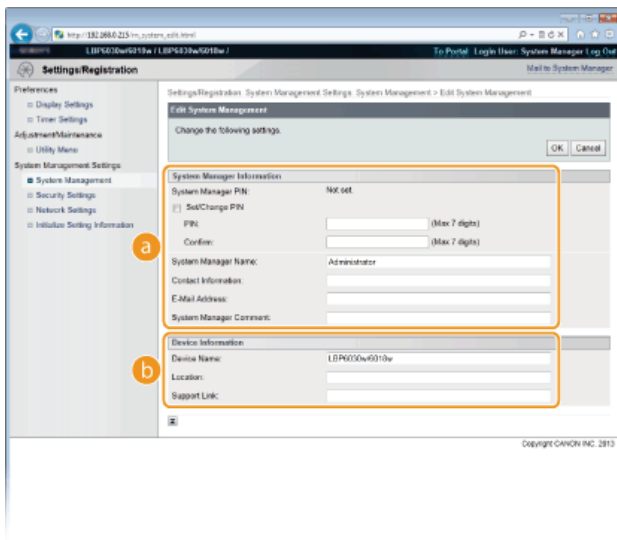 http://192.168.0.215/m_system_edit.html
LBP6030w/6018w / LBP6030w/6018w /
To Portal Login User: System Manager Log Out
Settings/Registration
Mail to System Manager
Preferences
Display Settings
Timer Settings
Adjustment/Maintenance
Utility Menu
System Management Settings
System Management
Security Settings
Network Settings
Initialize Setting Information
Settings/Registration: System Management Settings: System Management > Edit System Management
Edit System Management
Change the following settings.
OK Cancel
a
System Manager Information
System Manager PIN: Not set.
Set/Change PIN
PIN: (Max 7 digits)
Confirm: (Max 7 digits)
System Manager Name: Administrator
Contact Information:
E-Mail Address:
System Manager Comment:
b
Device Information
Device Name: LBP6030w/6018w
Location:
Support Link:
Copyright CANON INC. 2013